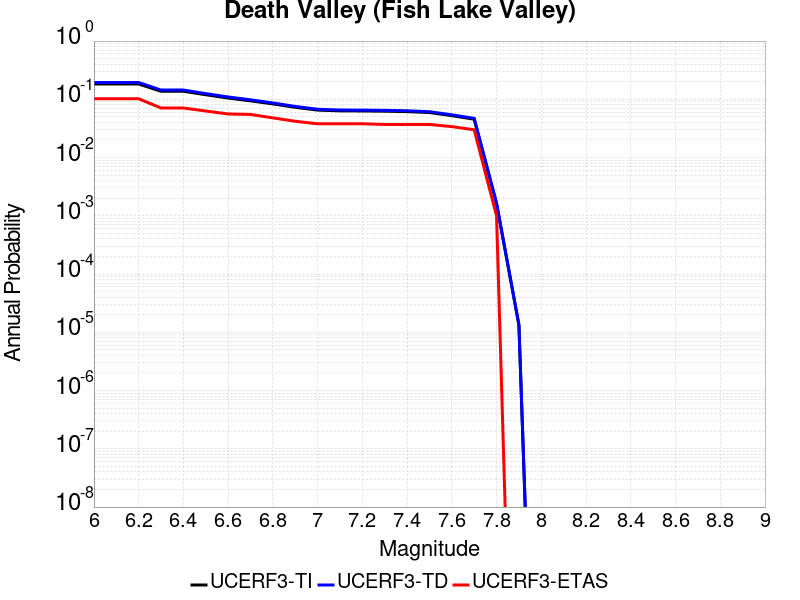 Death Valley (Fish Lake Valley)
10^0
10^-1
10^-2
10^-3
10^-4
10^-5
10^-6
10^-7
10^-8
Annual Probability
6 6.2 6.4 6.6 6.8 7 7.2 7.4 7.6 7.8 8 8.2 8.4 8.6 8.8 9
Magnitude
UCERF3-TI UCERF3-TD UCERF3-ETAS